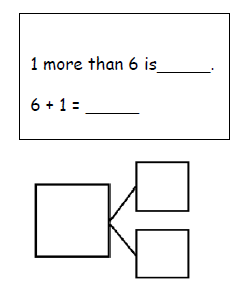 1 more than 6 is______.
6 + 1 = ______